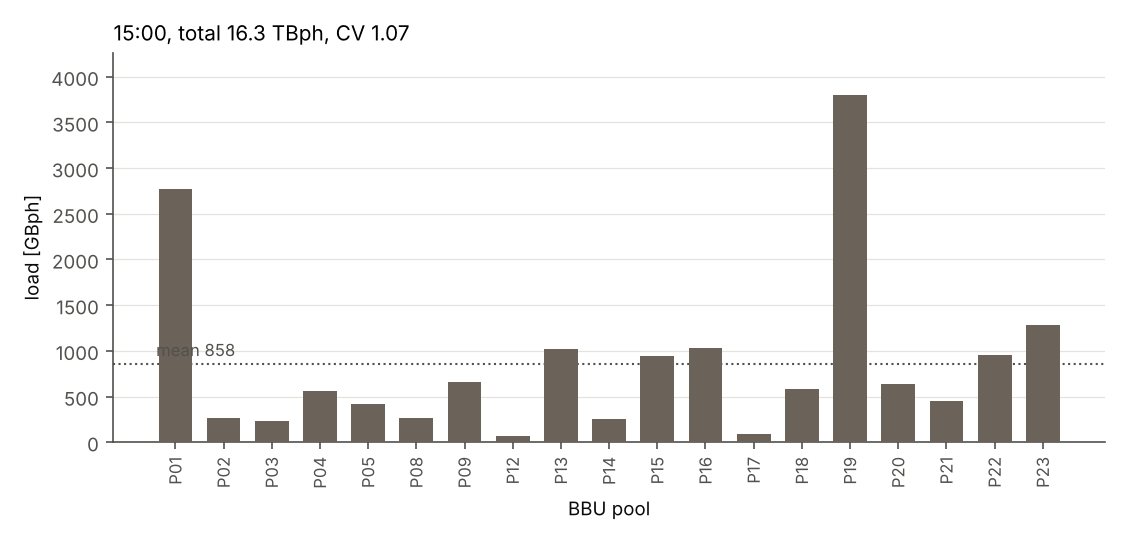 15:00, total 16.3 TBph, CV 1.07
load [GBph]
4000
3500
3000
2500
2000
1500
1000
500
0
mean 858
P01 P02 P03 P04 P05 P08 P09 P12 P13 P14 P15 P16 P17 P18 P19 P20 P21 P22 P23
BBU pool